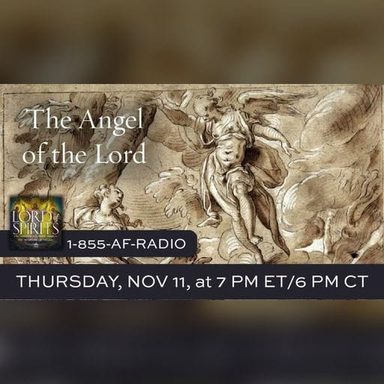 The Angel
of the Lord
LORD of
SPIRITS
1-855-AF-RADIO
THURSDAY, NOV 11, at 7 PM ET/6 PM CT